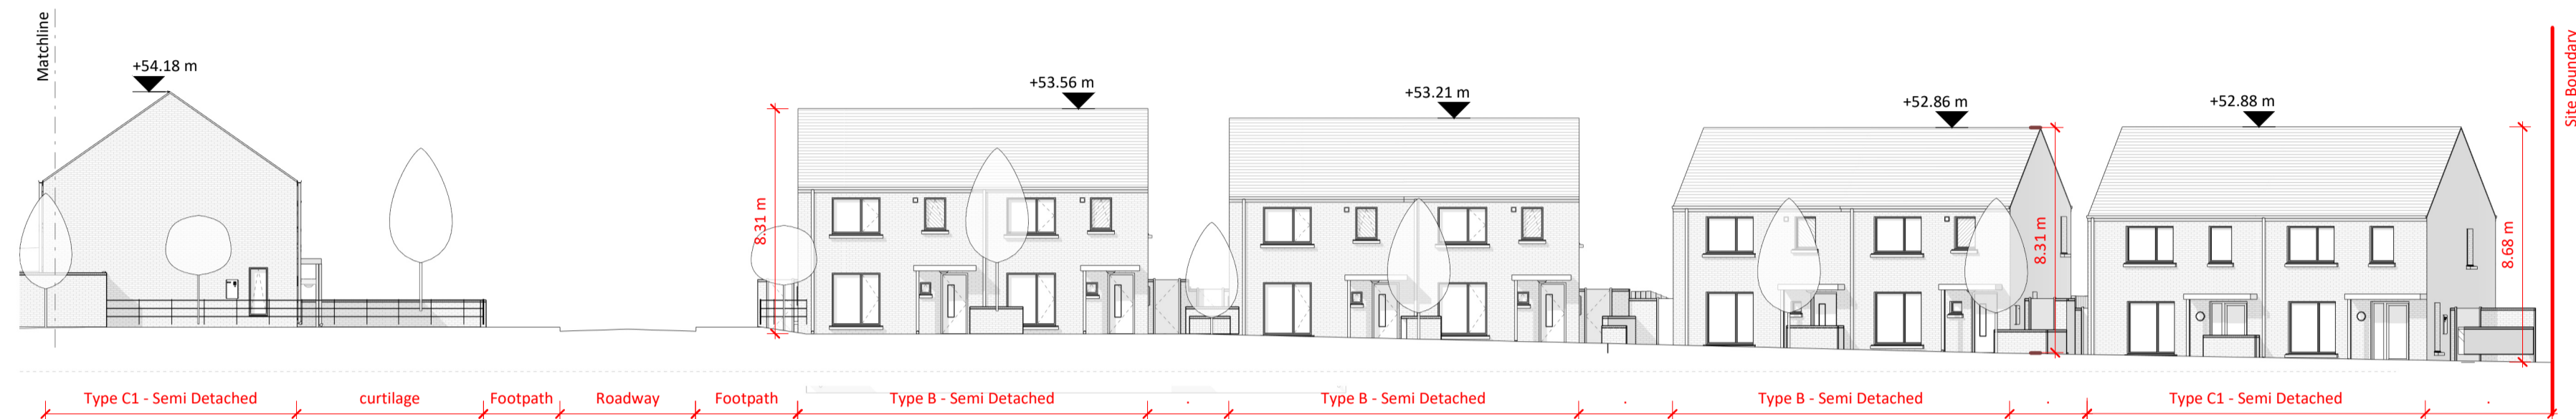 Matchline
+54.18 m
+53.56 m
+53.21 m
+52.86 m
+52.88 m
Site Boundary
8.31 m
8.31 m
8.68 m
Type C1 - Semi Detached
curtilage
Footpath
Roadway
Footpath
Type B - Semi Detached
.
Type B - Semi Detached
.
Type B - Semi Detached
.
Type C1 - Semi Detached
.